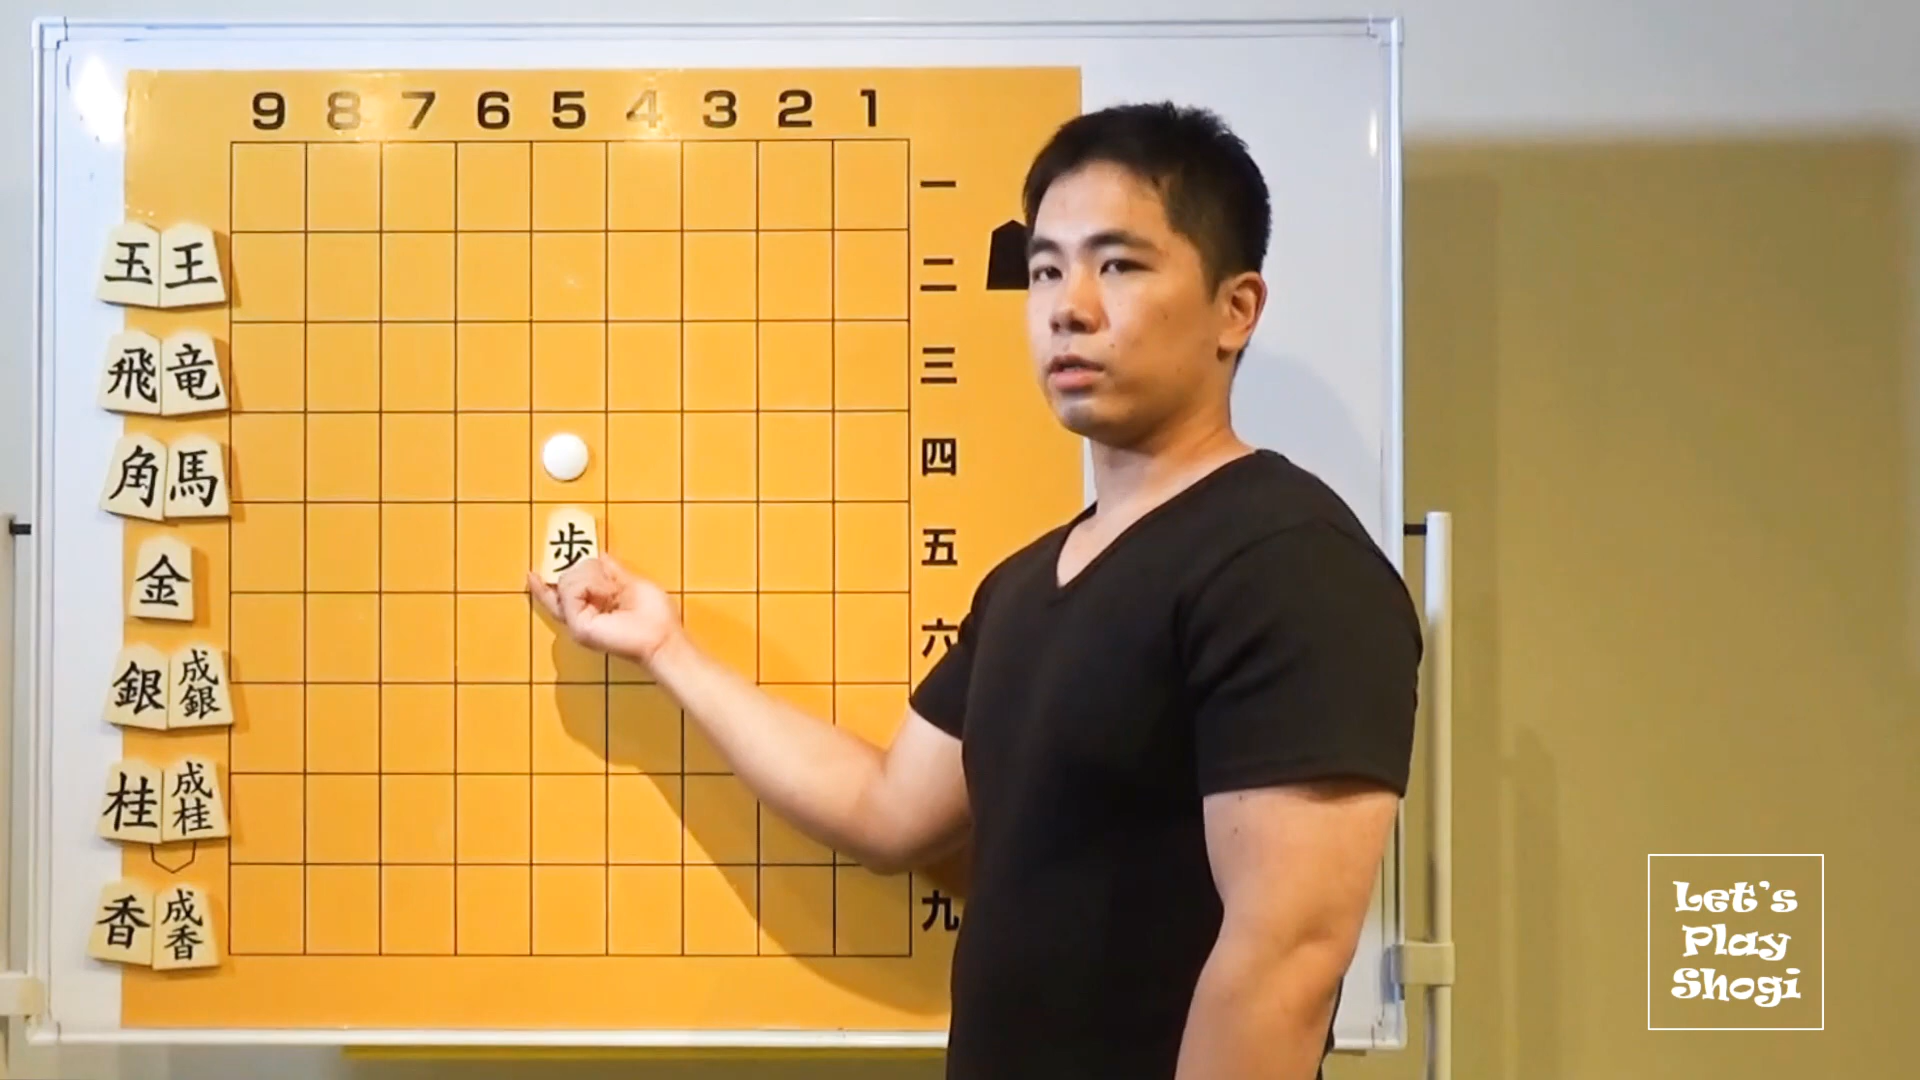 9 8 7 6 5 4 3 2 1
一
二
三
四
五
六
九
玉 王
飛 竜
角 馬
金
銀 成銀
桂 成桂
香 成香
歩
Let's
Play
Shogi